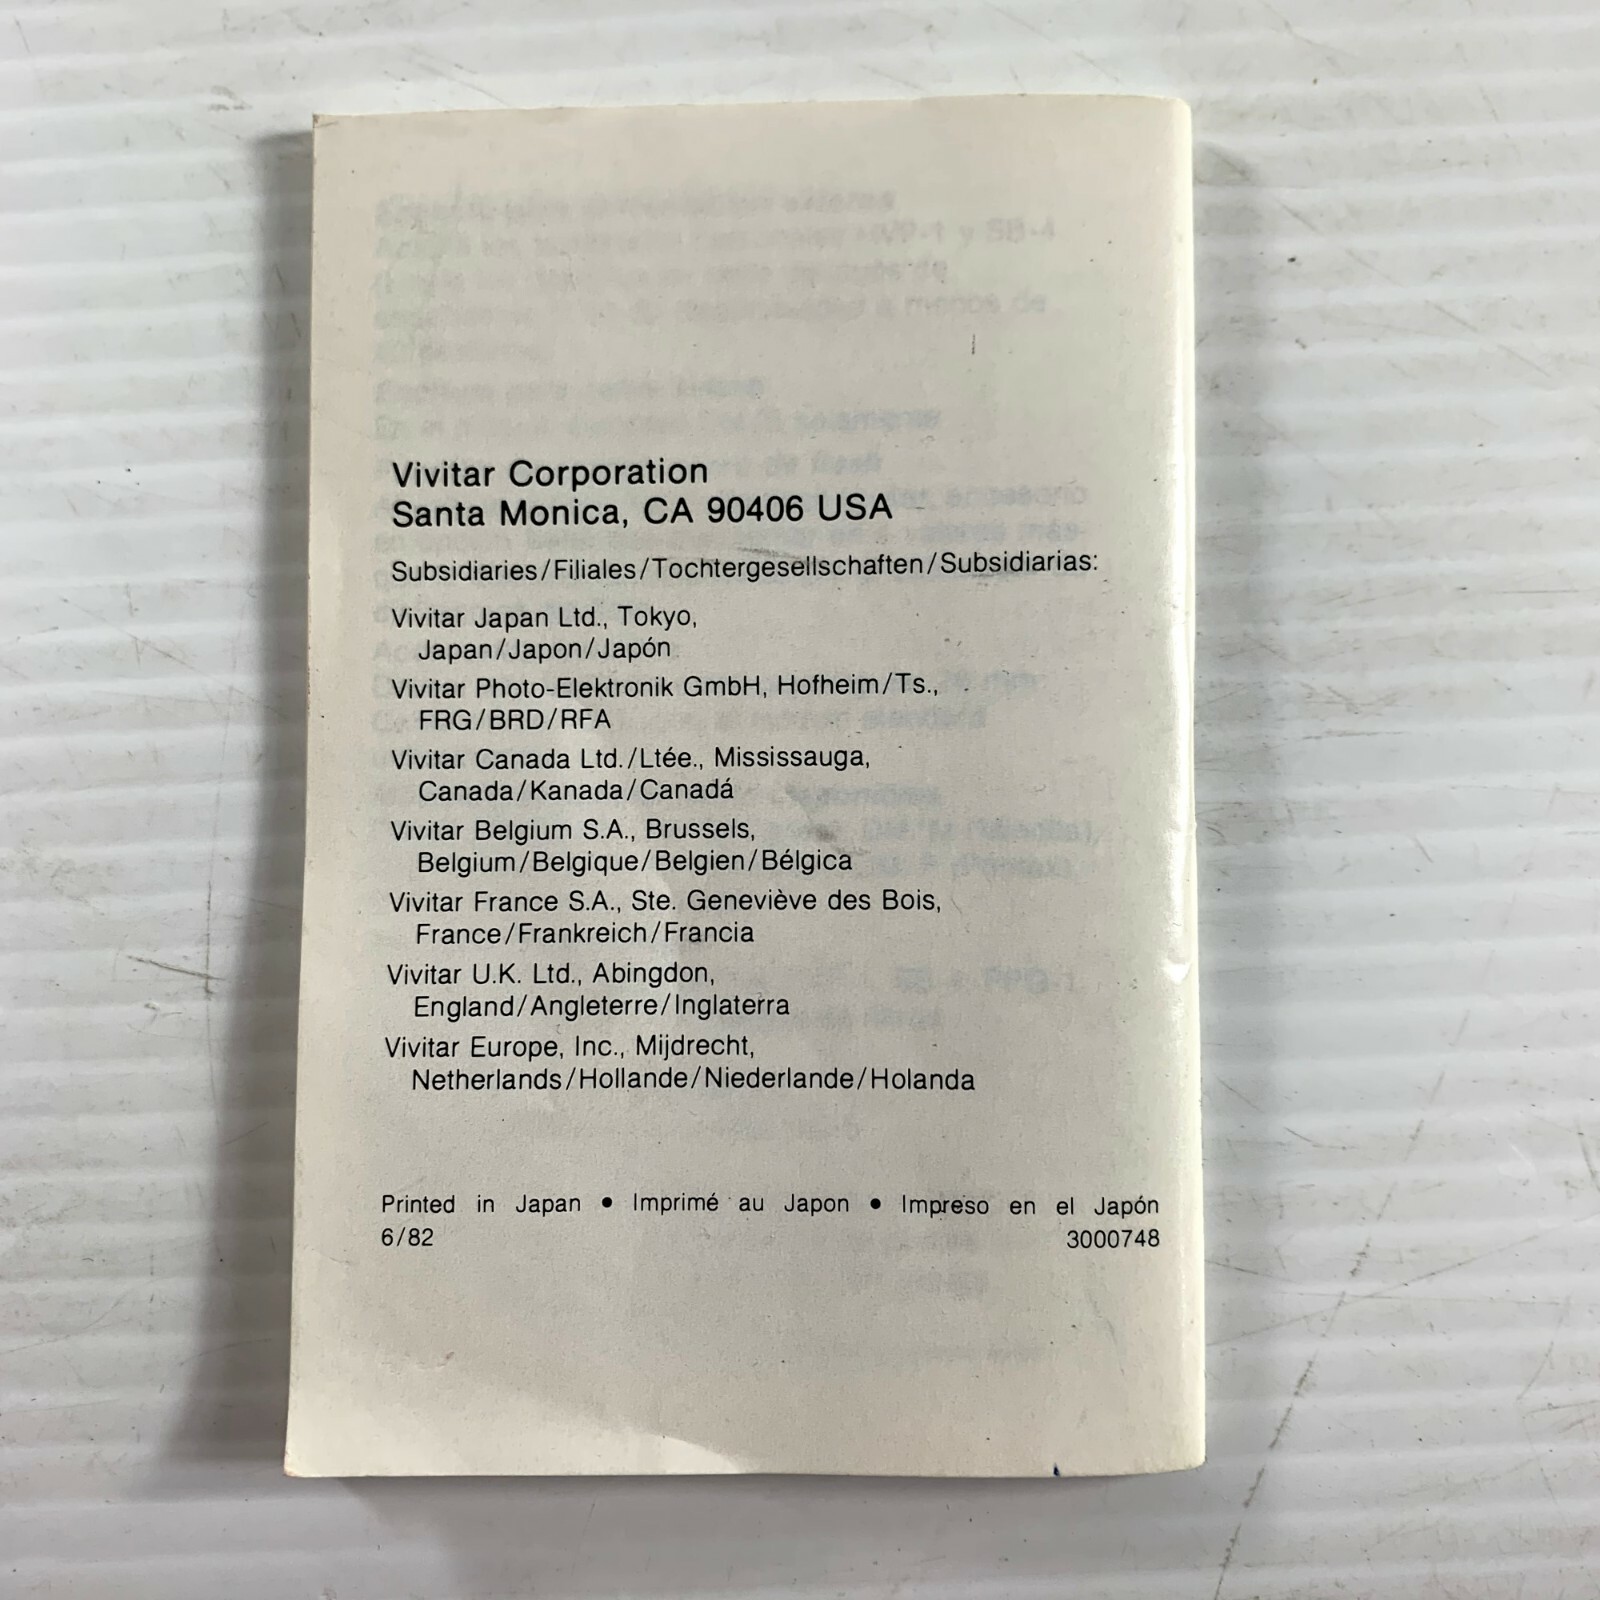 Vivitar Corporation
Santa Monica, CA 90406 USA
Subsidiaries/Filiales/Tochtergesellschaften/Subsidiarias:
Vivitar Japan Ltd., Tokyo,
Japan/Japon/Japón
Vivitar Photo-Elektronik GmbH, Hofheim/Ts.,
FRG/BRD/RFA
Vivitar Canada Ltd./Ltée., Mississauga,
Canada/Kanada/Canadá
Vivitar Belgium S.A., Brussels,
Belgium/Belgique/Belgien/Bélgica
Vivitar France S.A., Ste. Geneviève des Bois,
France/Frankreich/Francia
Vivitar U.K. Ltd., Abingdon,
England/Angleterre/Inglaterra
Vivitar Europe, Inc., Mijdrecht,
Netherlands/Hollande/Niederlande/Holanda
Printed in Japan • Imprimé au Japon • Impreso en el Japón
6/82 3000748